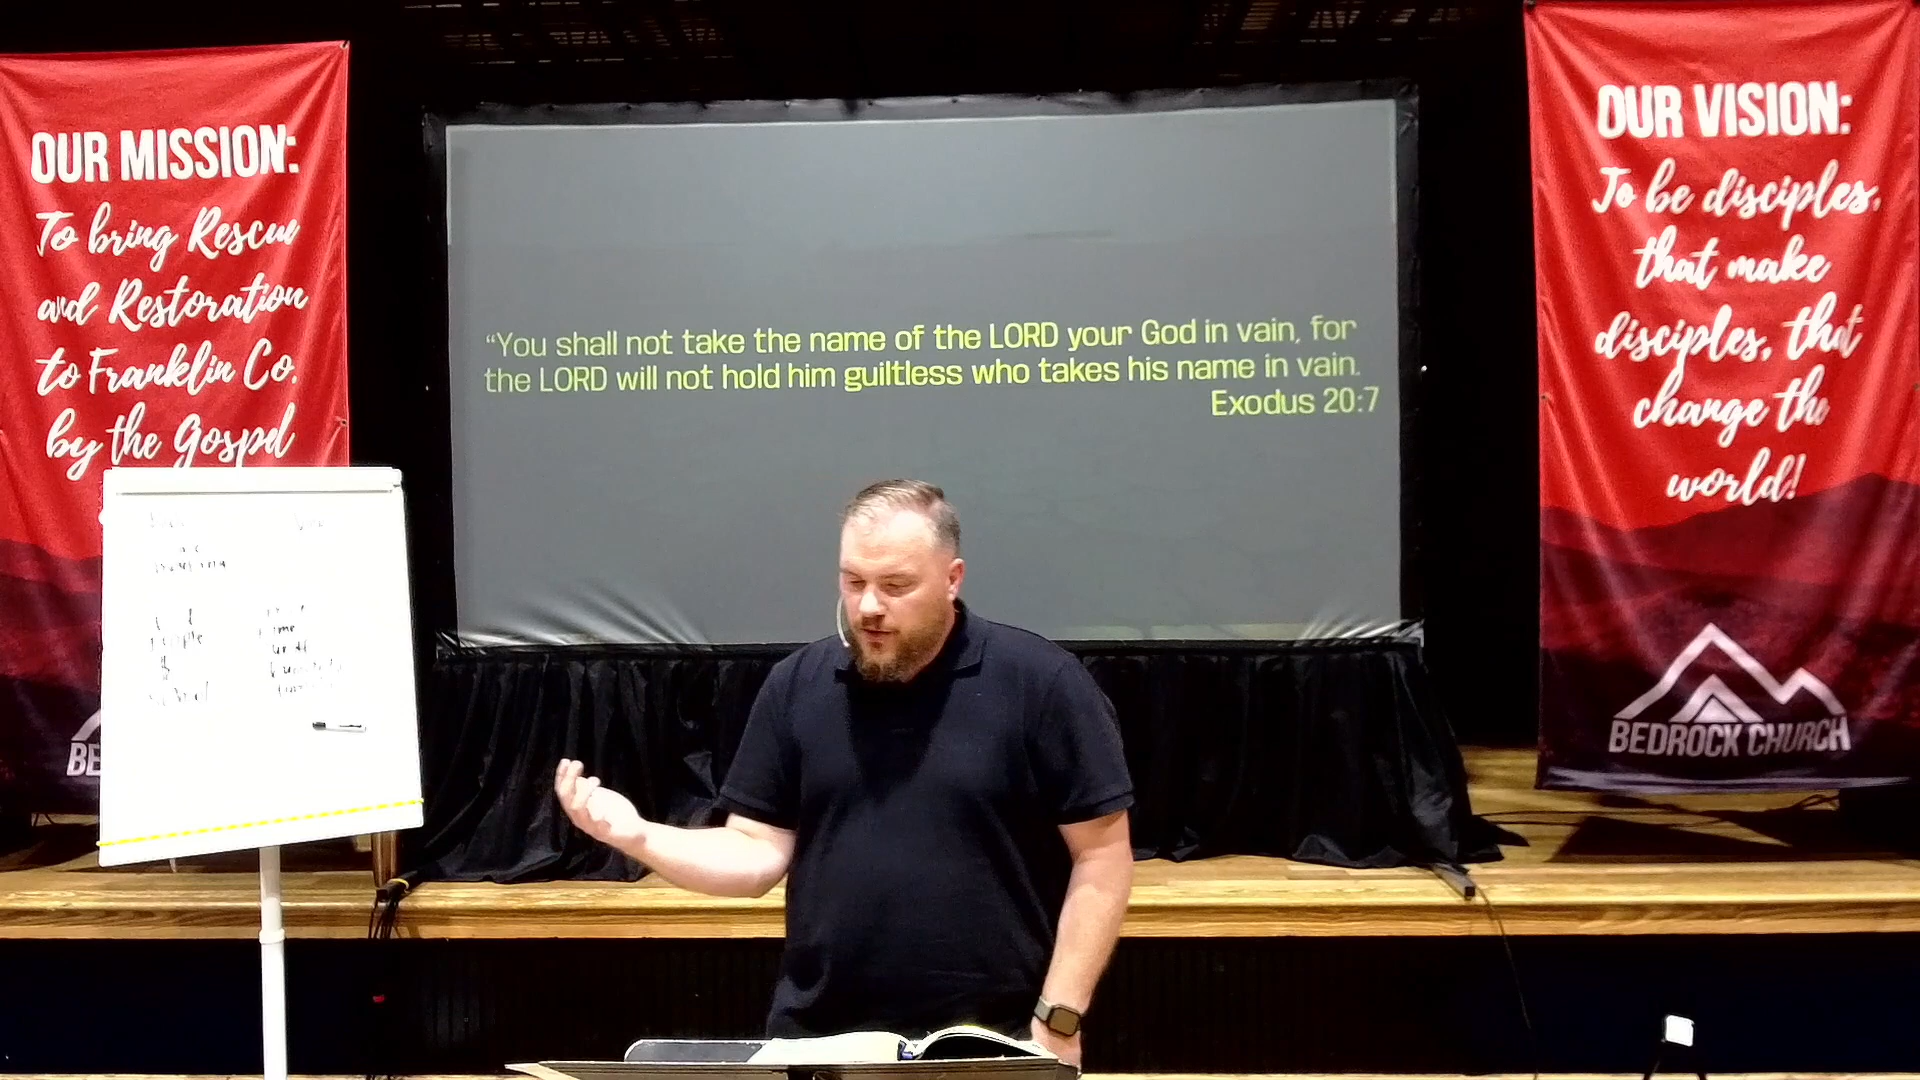 OUR MISSION:
To bring Rescue
and Restoration
to Franklin Co.
by the Gospel
BE
“You shall not take the name of the LORD your God in vain, for
the LORD will not hold him guiltless who takes his name in vain.
Exodus 20:7
OUR VISION:
To be disciples,
that make
disciples, that
change the
world!
BEDROCK CHURCH
people
time